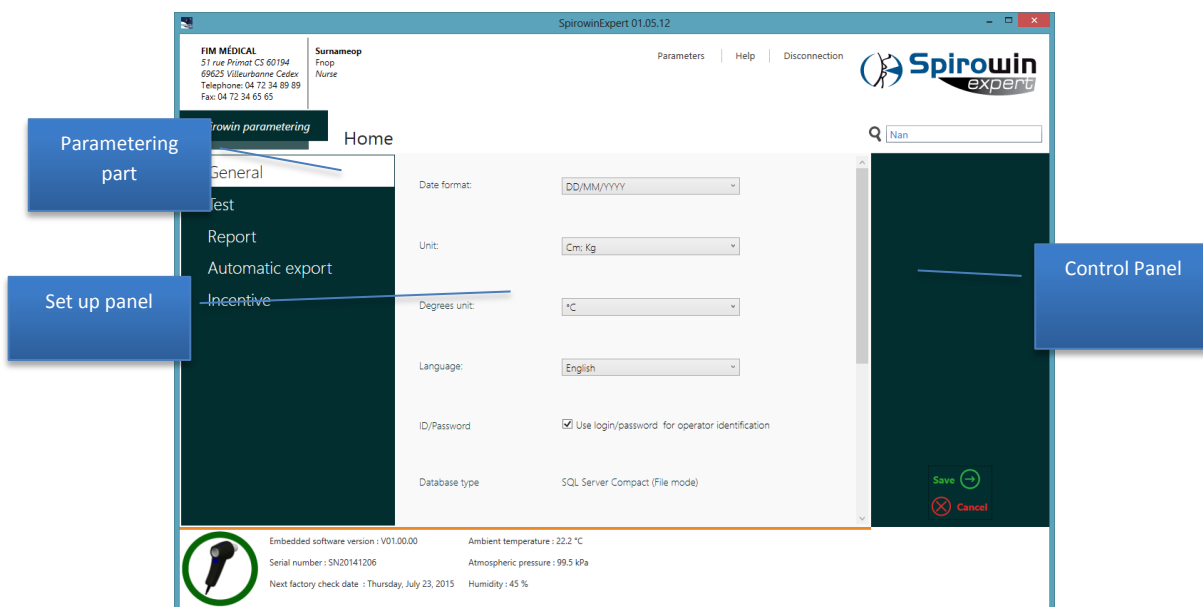 SpirowinExpert 01.05.12
FIM MÉDICAL
51 rue Primat CS 60194
69625 Villeurbanne Cedex
Telephone: 04 72 34 89 89
Fax: 04 72 34 65 65
Surnameop
Fnop
Nurse
Parameters
Help
Disconnection
Spirowin
expert
irowin parametering
Home
Nan
Parametering
part
General
Test
Report
Automatic export
Incentive
Set up panel
Date format:
DD/MM/YYYY
Unit:
Cm; Kg
Degrees unit:
°C
Language:
English
ID/Password
Use login/password for operator identification
Database type
SQL Server Compact (File mode)
Control Panel
Save
Cancel
Embedded software version : V01.00.00
Ambient temperature : 22.2 °C
Serial number : SN20141206
Atmospheric pressure : 99.5 kPa
Next factory check date : Thursday, July 23, 2015
Humidity : 45 %